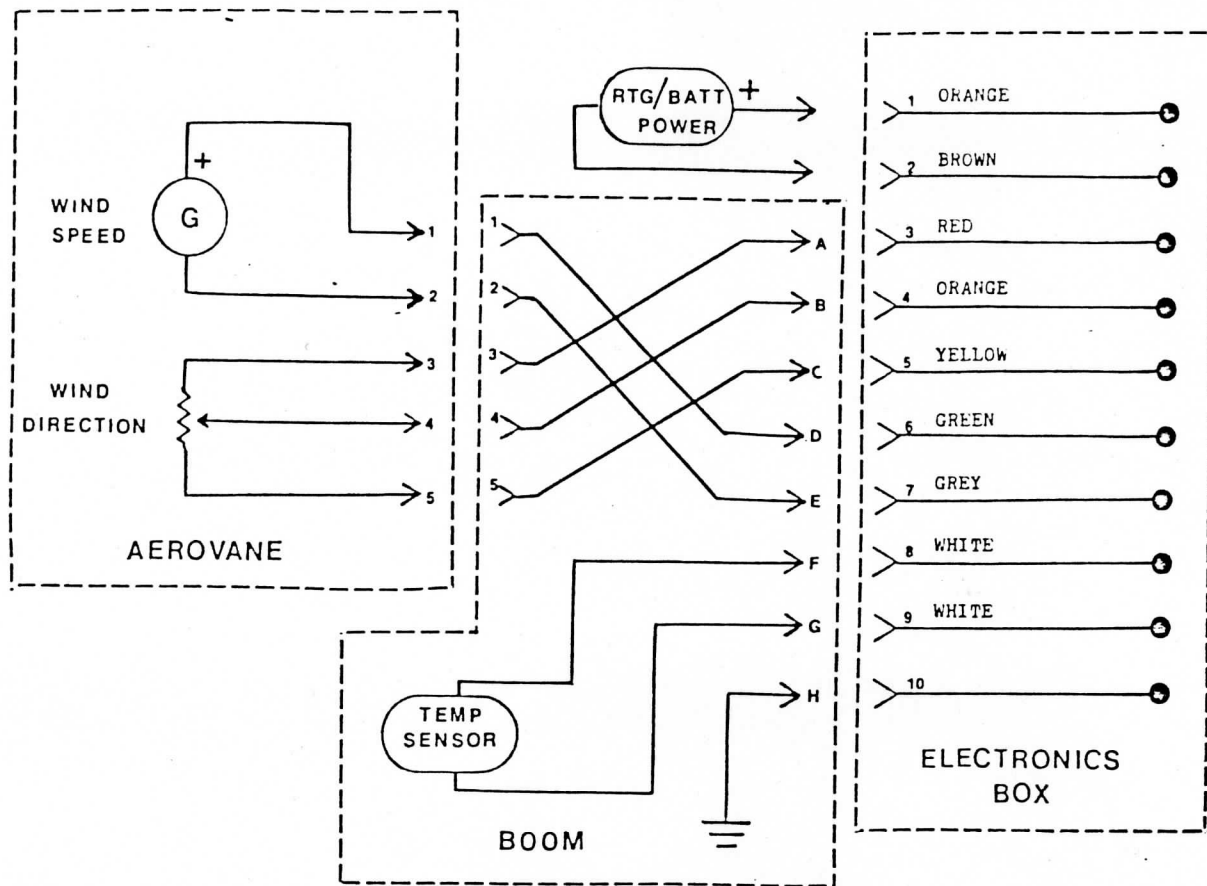 RTG/BATT
POWER
+
WIND
SPEED
+
G
1
2
WIND
DIRECTION
3
4
5
AEROVANE
1
2
3
4
5
A
B
C
D
E
F
G
H
TEMP
SENSOR
BOOM
1 ORANGE
2 BROWN
3 RED
4 ORANGE
5 YELLOW
6 GREEN
7 GREY
8 WHITE
9 WHITE
10
ELECTRONICS
BOX